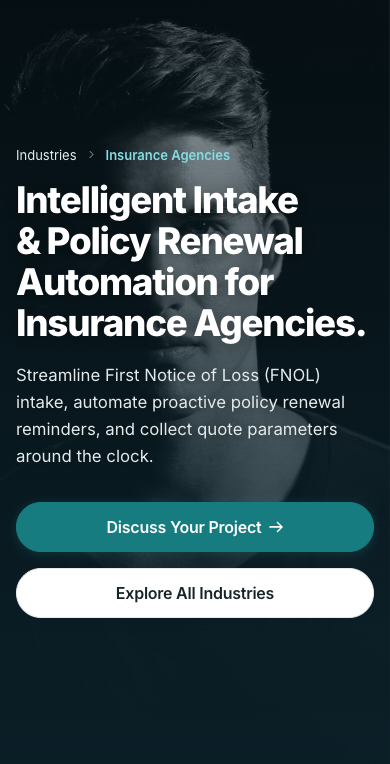 Industries > Insurance Agencies
Intelligent Intake
& Policy Renewal
Automation for
Insurance Agencies.
Streamline First Notice of Loss (FNOL)
intake, automate proactive policy renewal
reminders, and collect quote parameters
around the clock.
Discuss Your Project →
Explore All Industries